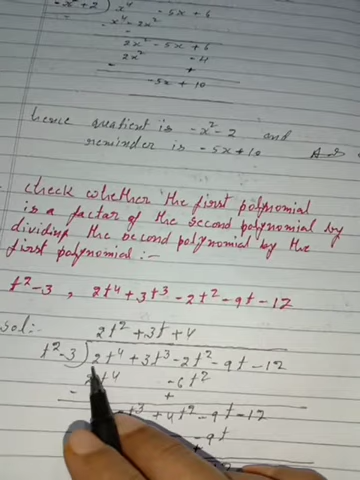 -x²+2) x⁴ -5x+6
x⁴-2x²
-
2x²-5x+6
2x² -4
- +
-5x+10
hence quotient is -x²-2 and
reminder is -5x+10
check whether the first polynomial
is a factor of the second polynomial by
dividing the second polynomial by the
first polynomial:-
t²-3, 2t⁴+3t³-2t²-9t-12
Sol:- 2t²+3t+4
t²-3) 2t⁴+3t³-2t²-9t-12
2t⁴ -6t²
- +
t³+4t²-9t-12
-9t
+